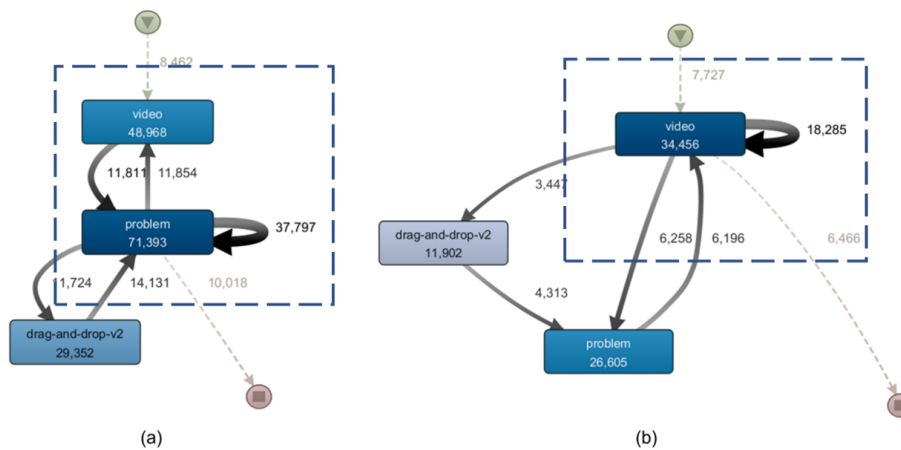 8,462
video
48,968
11,811
11,854
problem
71,393
37,797
11,724
14,131
10,018
drag-and-drop-v2
29,352
(a)
7,727
video
34,456
18,285
3,447
drag-and-drop-v2
11,902
6,258
6,196
6,466
4,313
problem
26,605
(b)